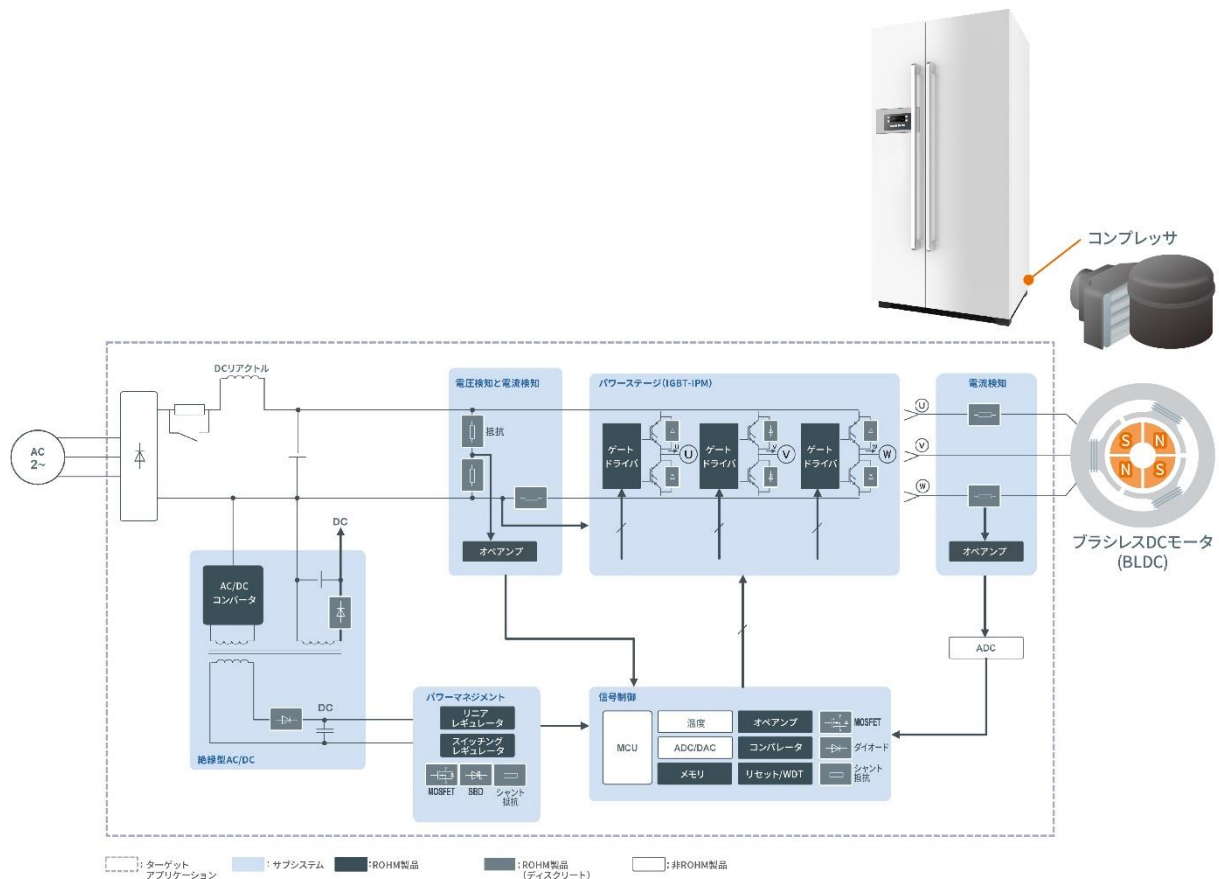 コンプレッサ
DCリアクトル
電圧検知と電流検知
パワーステージ(IGBT-IPM)
電流検知
抵抗
AC
2~
ゲート
ドライバ
U
U
ゲート
ドライバ
V
V
ゲート
ドライバ
W
W
U
V
W
S
N
N
S
ブラシレスDCモータ
(BLDC)
オペアンプ
オペアンプ
DC
AC/DC
コンバータ
ADC
DC
絶縁型AC/DC
パワーマネジメント
リニア
レギュレータ
スイッチング
レギュレータ
MOSFET
SBD
シャント
抵抗
信号制御
MCU
温度
オペアンプ
MOSFET
ADC/DAC
コンパレータ
ダイオード
メモリ
リセット/WDT
シャント
抵抗
:ターゲット
アプリケーション
:サブシステム
:ROHM製品
:ROHM製品
(ディスクリート)
:非ROHM製品